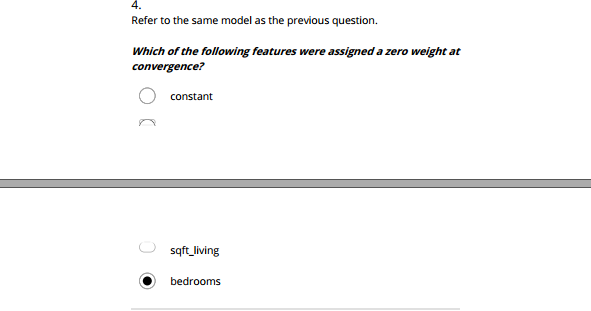 4.
Refer to the same model as the previous question.
Which of the following features were assigned a zero weight at
convergence?
constant
sqft_living
bedrooms